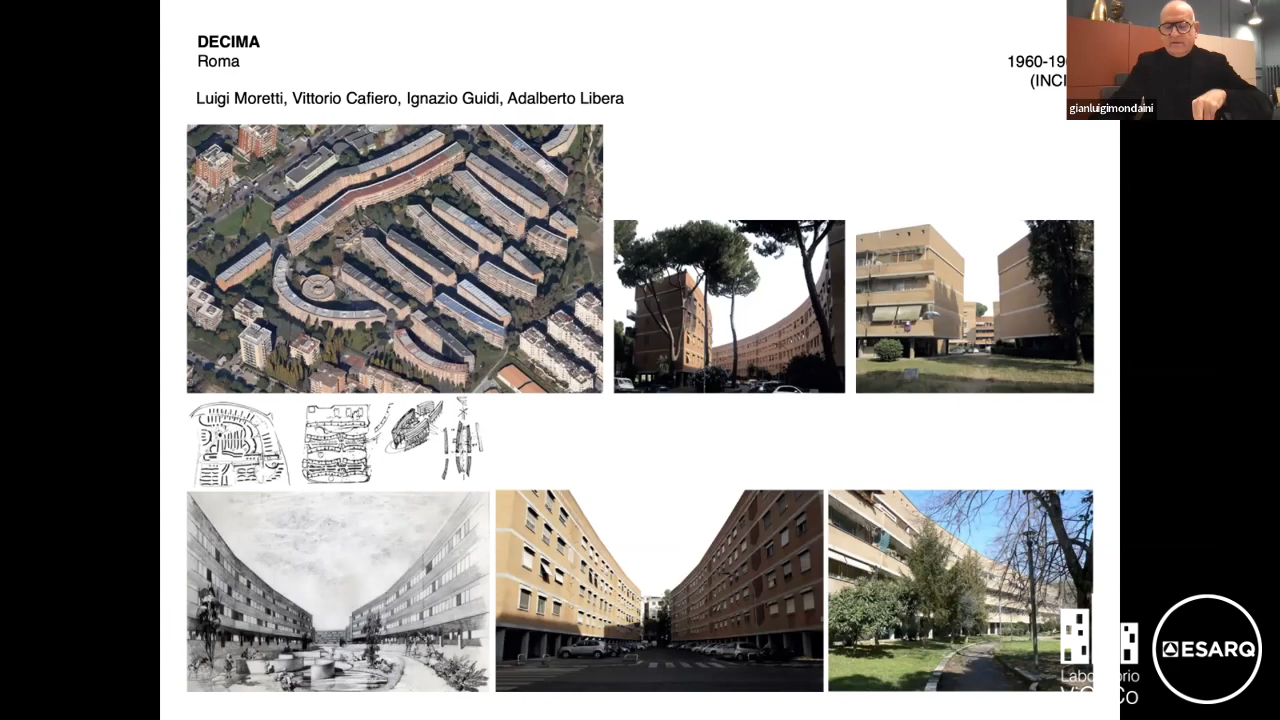 DECIMA
Roma
Luigi Moretti, Vittorio Cafiero, Ignazio Guidi, Adalberto Libera
gianluigimondaini
ESARQ